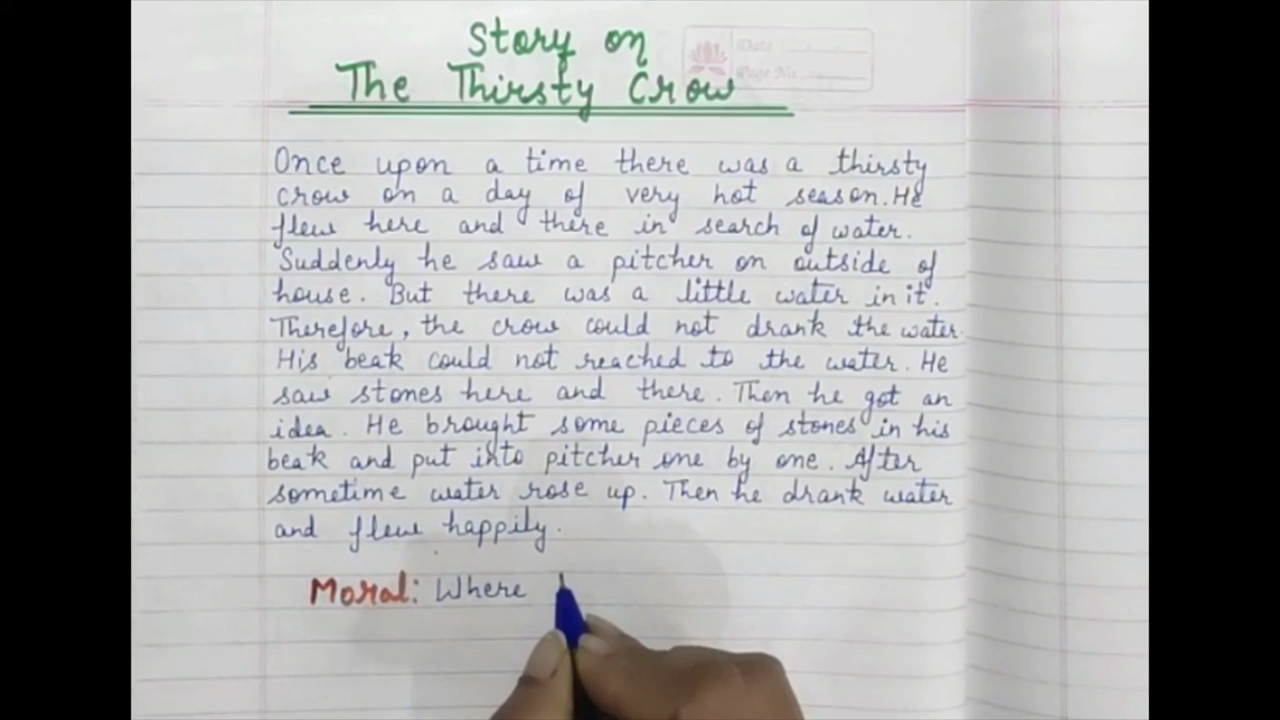 Story on
The Thirsty Crow
Date
Page No.
Once upon a time there was a thirsty
crow on a day of very hot season. He
flew here and there in search of water.
Suddenly he saw a pitcher on outside of
house. But there was a little water in it.
Therefore, the crow could not drank the water.
His beak could not reached to the water. He
saw stones here and there. Then he got an
idea. He brought some pieces of stones in his
beak and put into pitcher one by one. After
sometime water rose up. Then he drank water
and flew happily.
Moral: Where